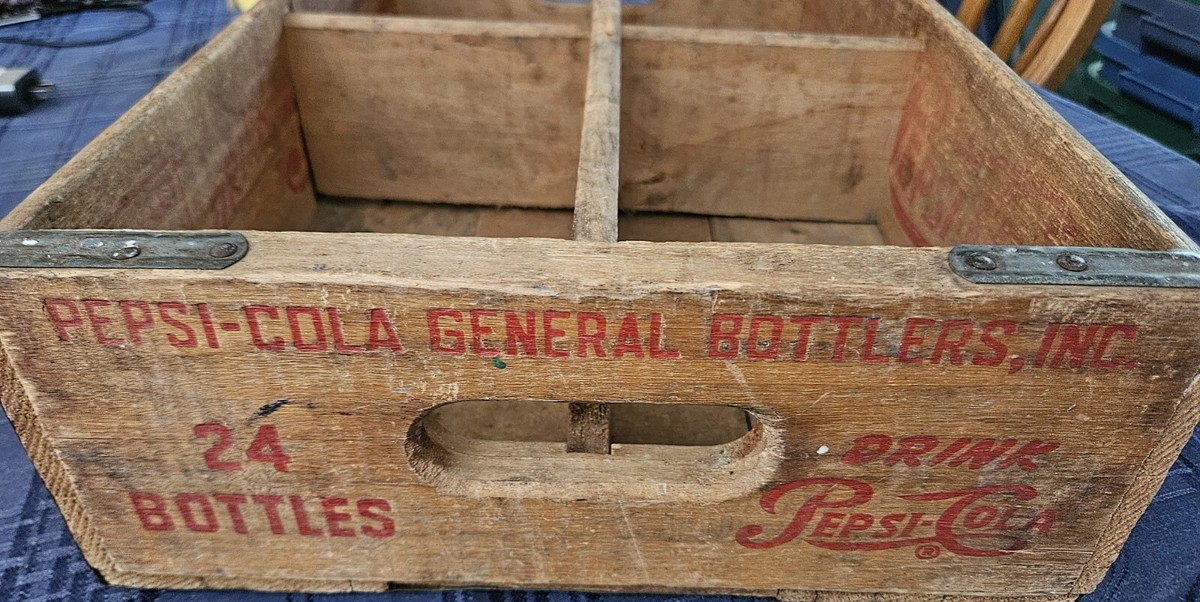 PEPSI-COLA GENERAL BOTTLERS, INC.
24
BOTTLES
DRINK
PEPSI-COLA
®